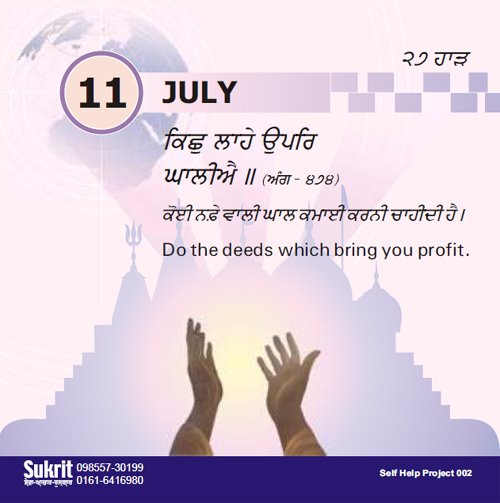 ੨੭ ਹਾੜ
11 JULY
ਕਿਛੁ ਲਾਹੇ ਉਪਰਿ
ਘਾਲੀਐ ॥ (ਅੰਗ - ੪੭੪)
ਕੋਈ ਨਫ਼ੇ ਵਾਲੀ ਘਾਲ ਕਮਾਈ ਕਰਨੀ ਚਾਹੀਦੀ ਹੈ।
Do the deeds which bring you profit.
Sukrit 098557-30199
0161-6416980
Self Help Project 002